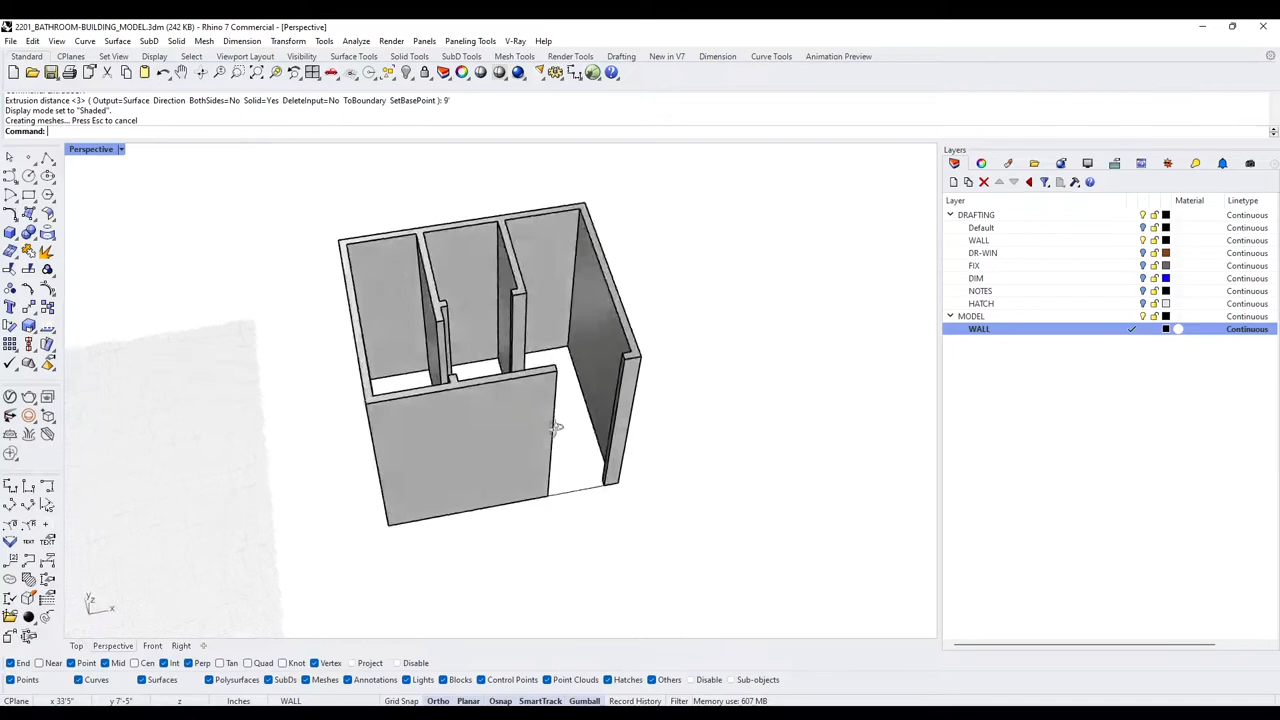 2201_BATHROOM-BUILDING_MODEL.3dm (242 KB) - Rhino 7 Commercial - [Perspective]
File Edit View Curve Surface SubD Solid Mesh Dimension Transform Tools Analyze Render Panels Paneling Tools V-Ray Help
Standard CPlanes Set View Display Select Viewport Layout Visibility Transform Curve Tools Surface Tools Solid Tools SubD Tools Mesh Tools Render Tools Drafting New in V7 Dimension Curve Tools Animation Preview
Extrusion distance <3> ( Output=Surface Direction BothSides=No Solid=Yes DeleteInput=No ToBoundary SetBasePoint ): 9'
Display mode set to "Shaded".
Creating meshes... Press Esc to cancel
Command:
Perspective
Layers
Layer Material Linetype
DRAFTING Continuous
Default Continuous
WALL Continuous
DR-WIN Continuous
FIX Continuous
DIM Continuous
NOTES Continuous
HATCH Continuous
MODEL Continuous
WALL Continuous
y z x
Top Perspective Front Right
End Near Point Mid Cen Int Perp Tan Quad Knot Vertex Project Disable
Points Curves Surfaces Polysurfaces SubDs Meshes Annotations Lights Blocks Control Points Point Clouds Hatches Others Disable Sub-objects
CPlane x 33'5" y 7'-5" z Inches WALL Grid Snap Ortho Planar Osnap SmartTrack Gumball Record History Filter Memory use: 607 MB